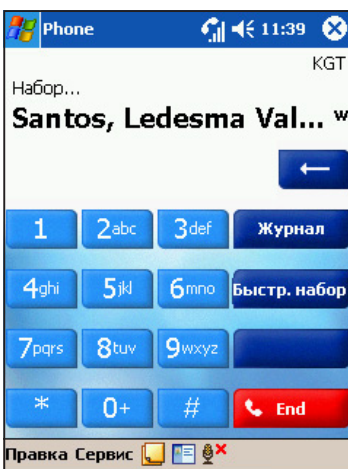 Phone 11:39
KGT
Набор...
Santos, Ledesma Val... w
1 2abc 3def Журнал
4ghi 5jkl 6mno Быстр. набор
7pqrs 8tuv 9wxyz
* 0+ # End
Правка Сервис